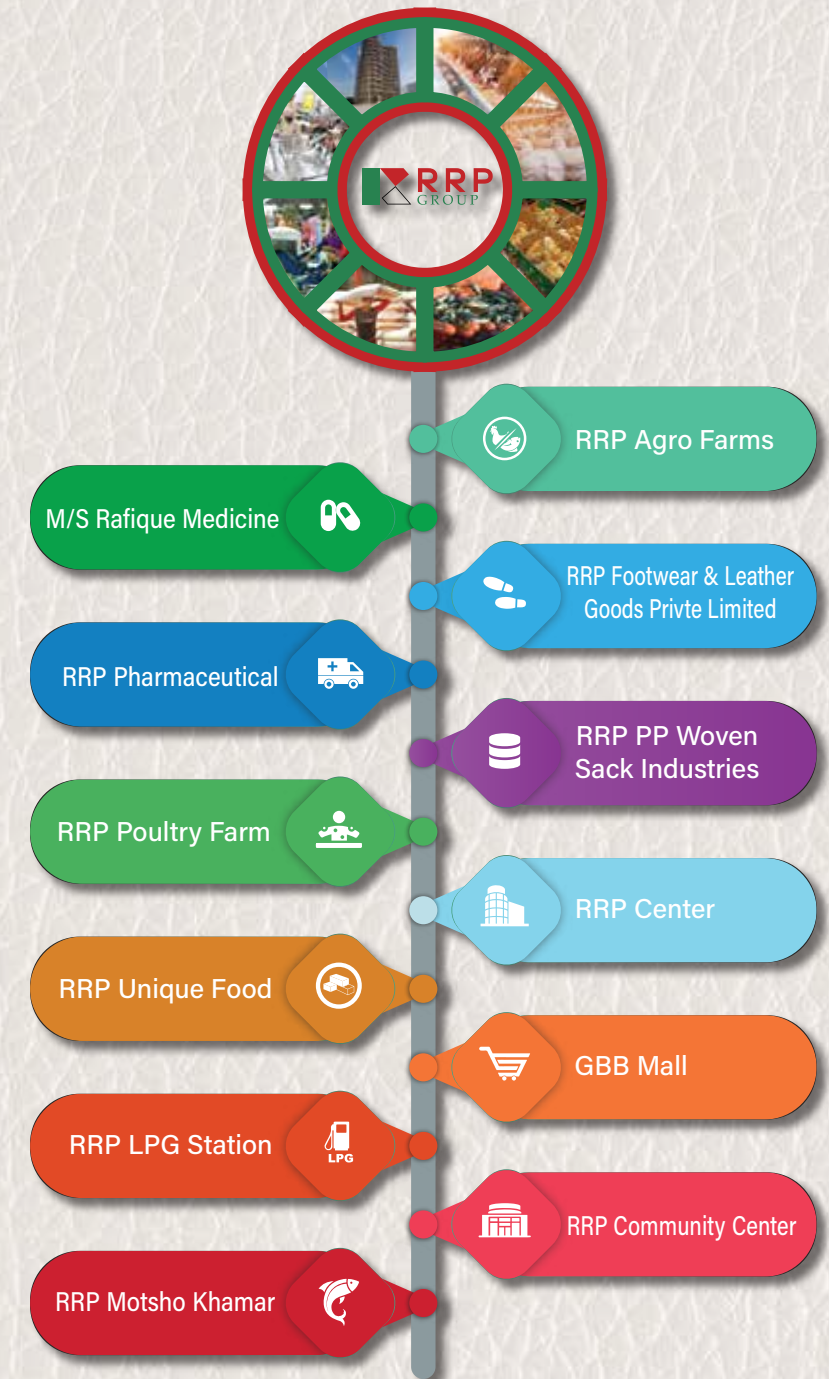 RRP
GROUP
RRP Agro Farms
M/S Rafique Medicine
RRP Footwear & Leather
Goods Privte Limited
RRP Pharmaceutical
RRP PP Woven
Sack Industries
RRP Poultry Farm
RRP Center
RRP Unique Food
GBB Mall
RRP LPG Station
LPG
RRP Community Center
RRP Motsho Khamar